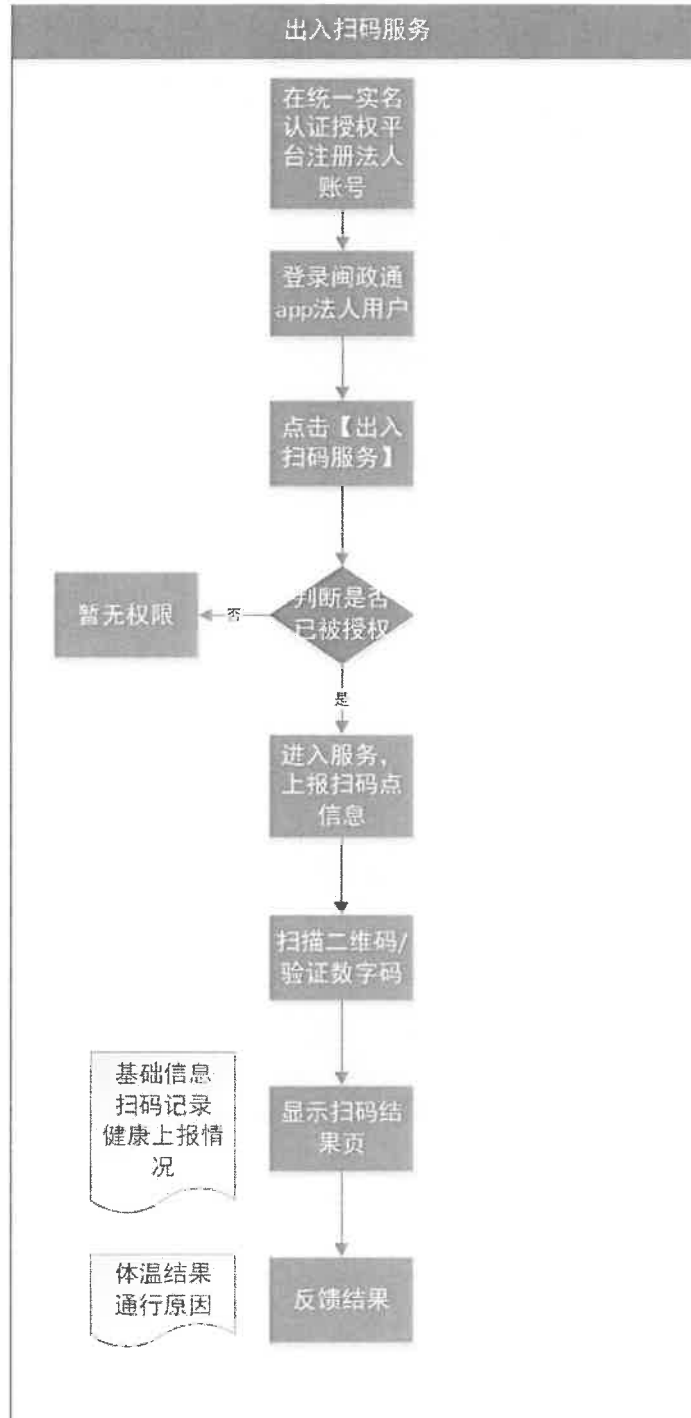 出入扫码服务
在统一实名
认证授权平
台注册法人
账号
登录闽政通
app法人用户
点击【出入
扫码服务】
判断是否
已被授权
否
暂无权限
是
进入服务，
上报扫码点
信息
扫描二维码/
验证数字码
基础信息
扫码记录
健康上报情
况
显示扫码结
果页
体温结果
通行原因
反馈结果